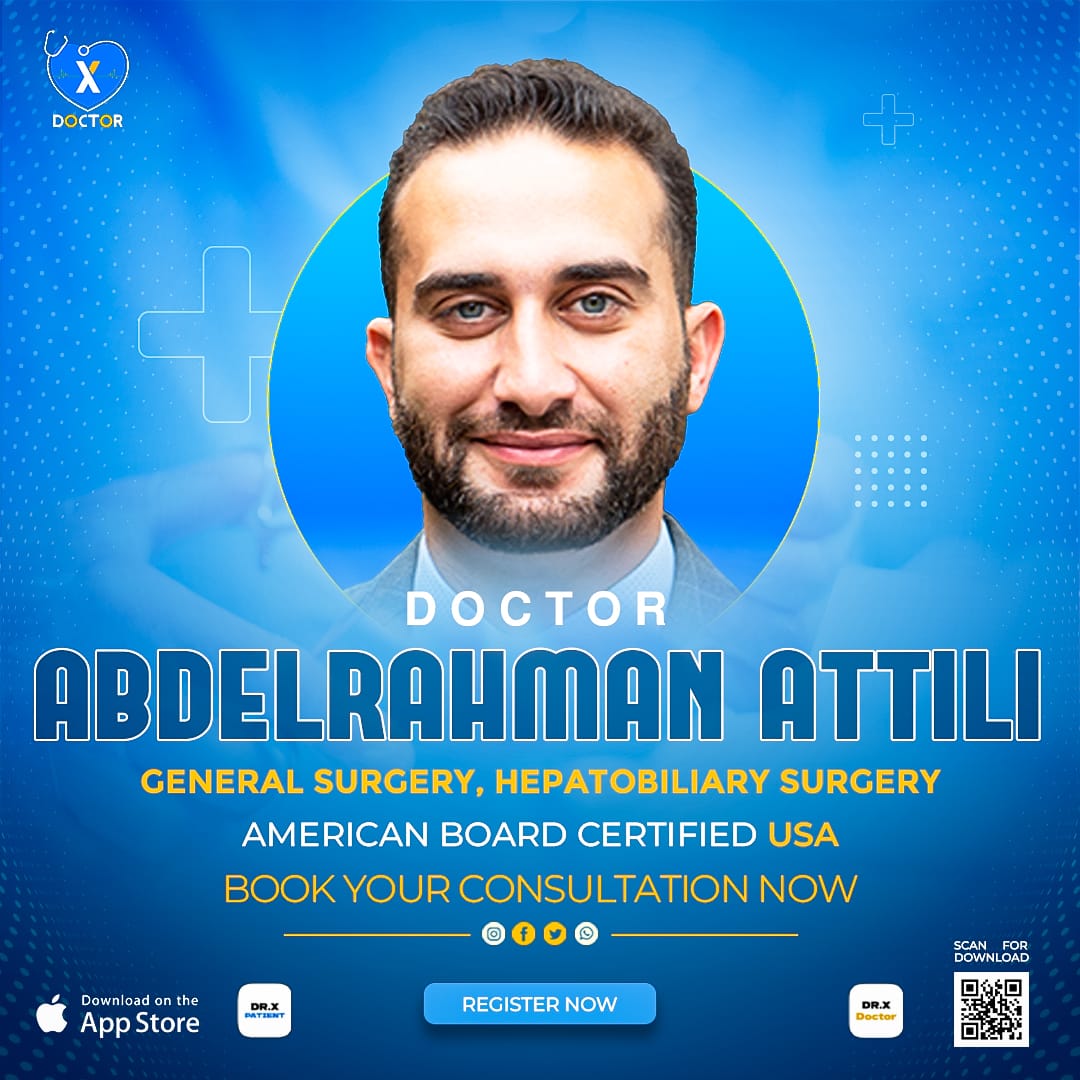 X
DOCTOR
DOCTOR
ABDELRAHMAN ATTILI
GENERAL SURGERY, HEPATOBILIARY SURGERY
AMERICAN BOARD CERTIFIED USA
BOOK YOUR CONSULTATION NOW
SCAN FOR
DOWNLOAD
Download on the
App Store
DR.X
PATIENT
REGISTER NOW
DR.X
Doctor